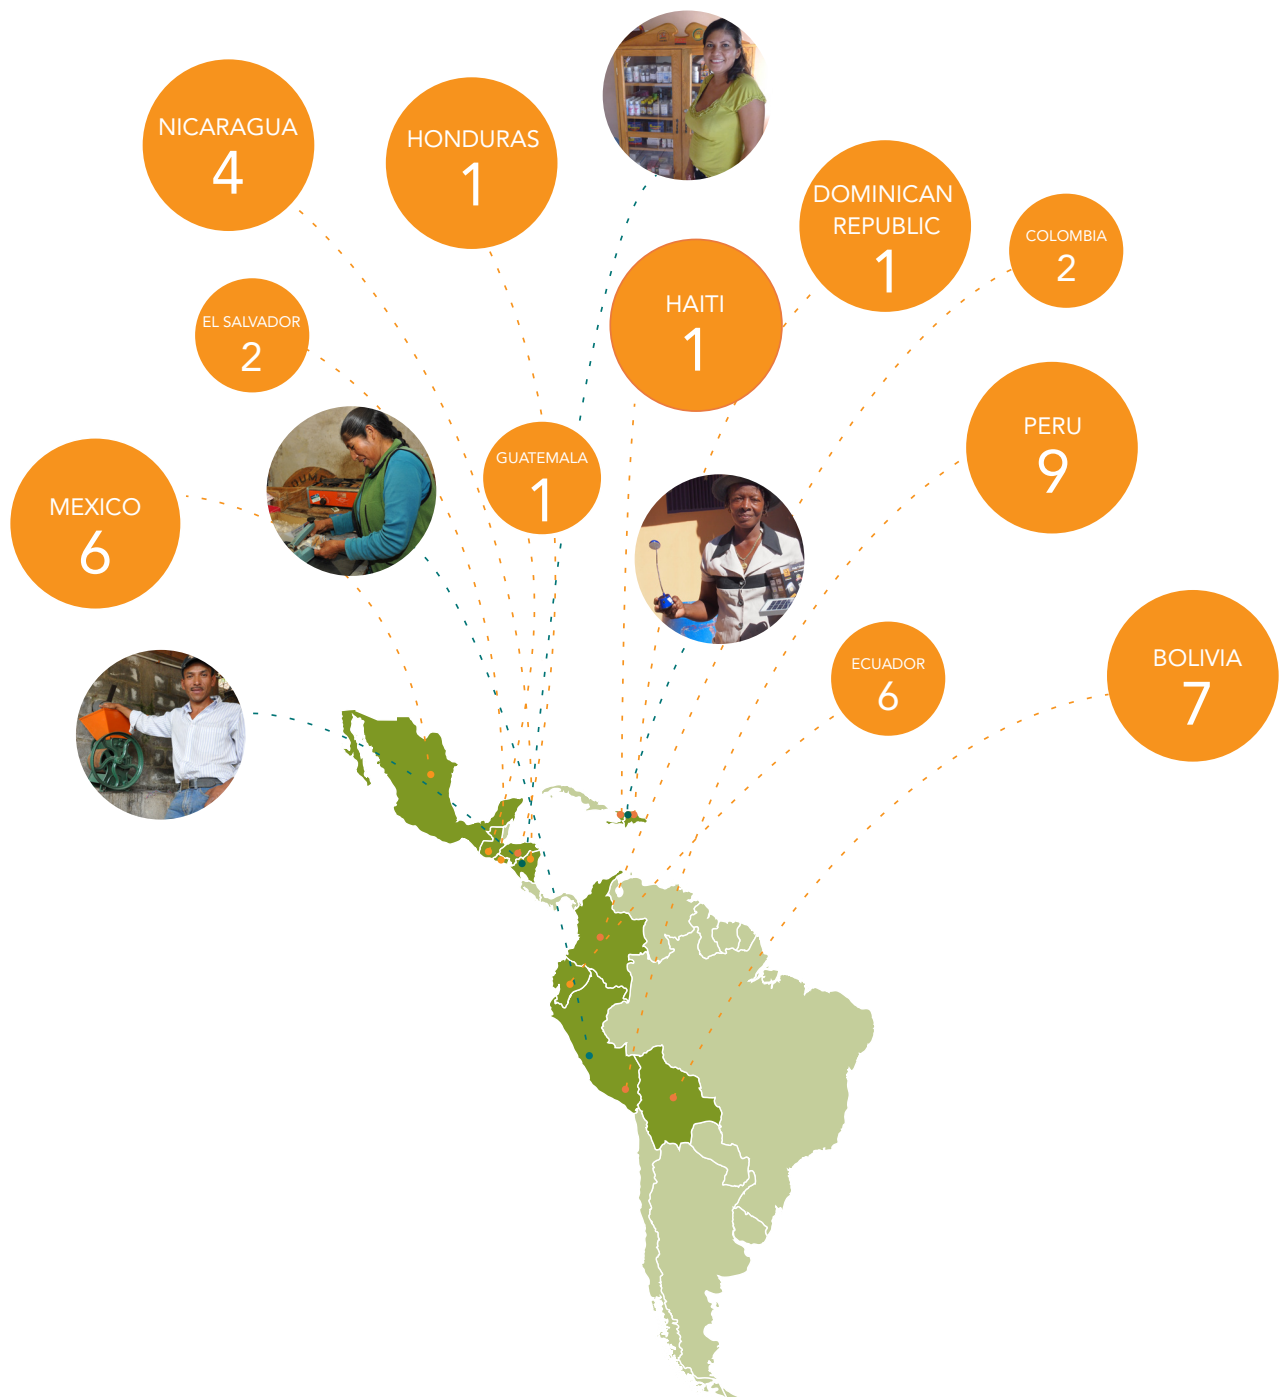 NICARAGUA
4
HONDURAS
1
DOMINICAN
REPUBLIC
1
COLOMBIA
2
HAITI
1
EL SALVADOR
2
PERU
9
GUATEMALA
1
MEXICO
6
ECUADOR
6
BOLIVIA
7